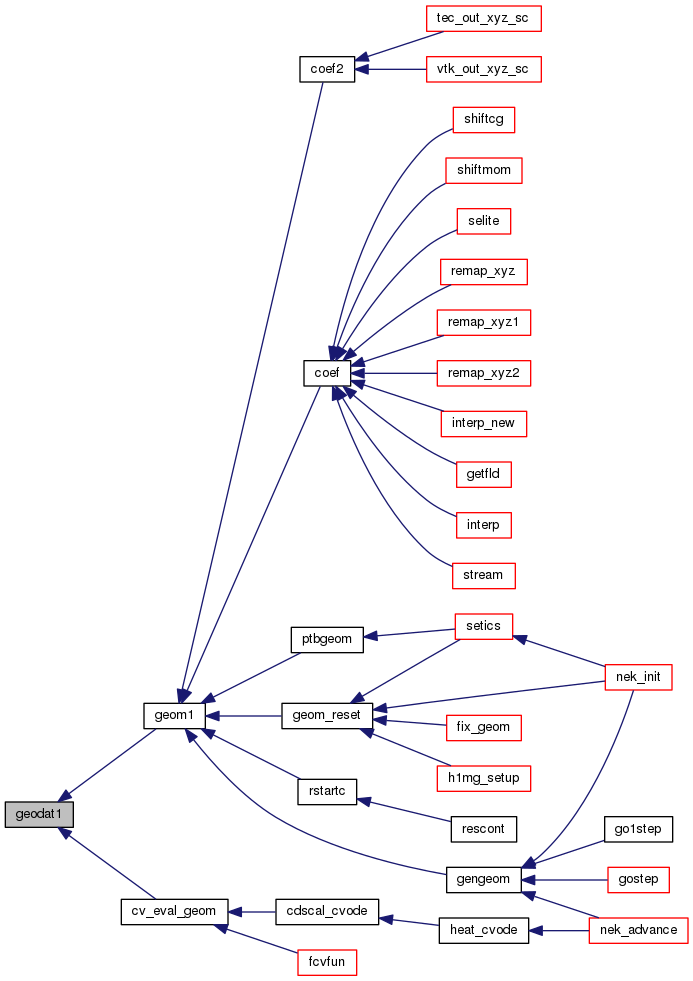 tec_out_xyz_sc
coef2
vtk_out_xyz_sc
shiftcg
shiftmom
selite
remap_xyz
remap_xyz1
coef
remap_xyz2
interp_new
getfld
interp
stream
setics
ptbgeom
nek_init
geom1
geom_reset
fix_geom
h1mg_setup
rstartc
geodat1
rescont
go1step
gengeom
gostep
cv_eval_geom
cdscal_cvode
heat_cvode
nek_advance
fcvfun